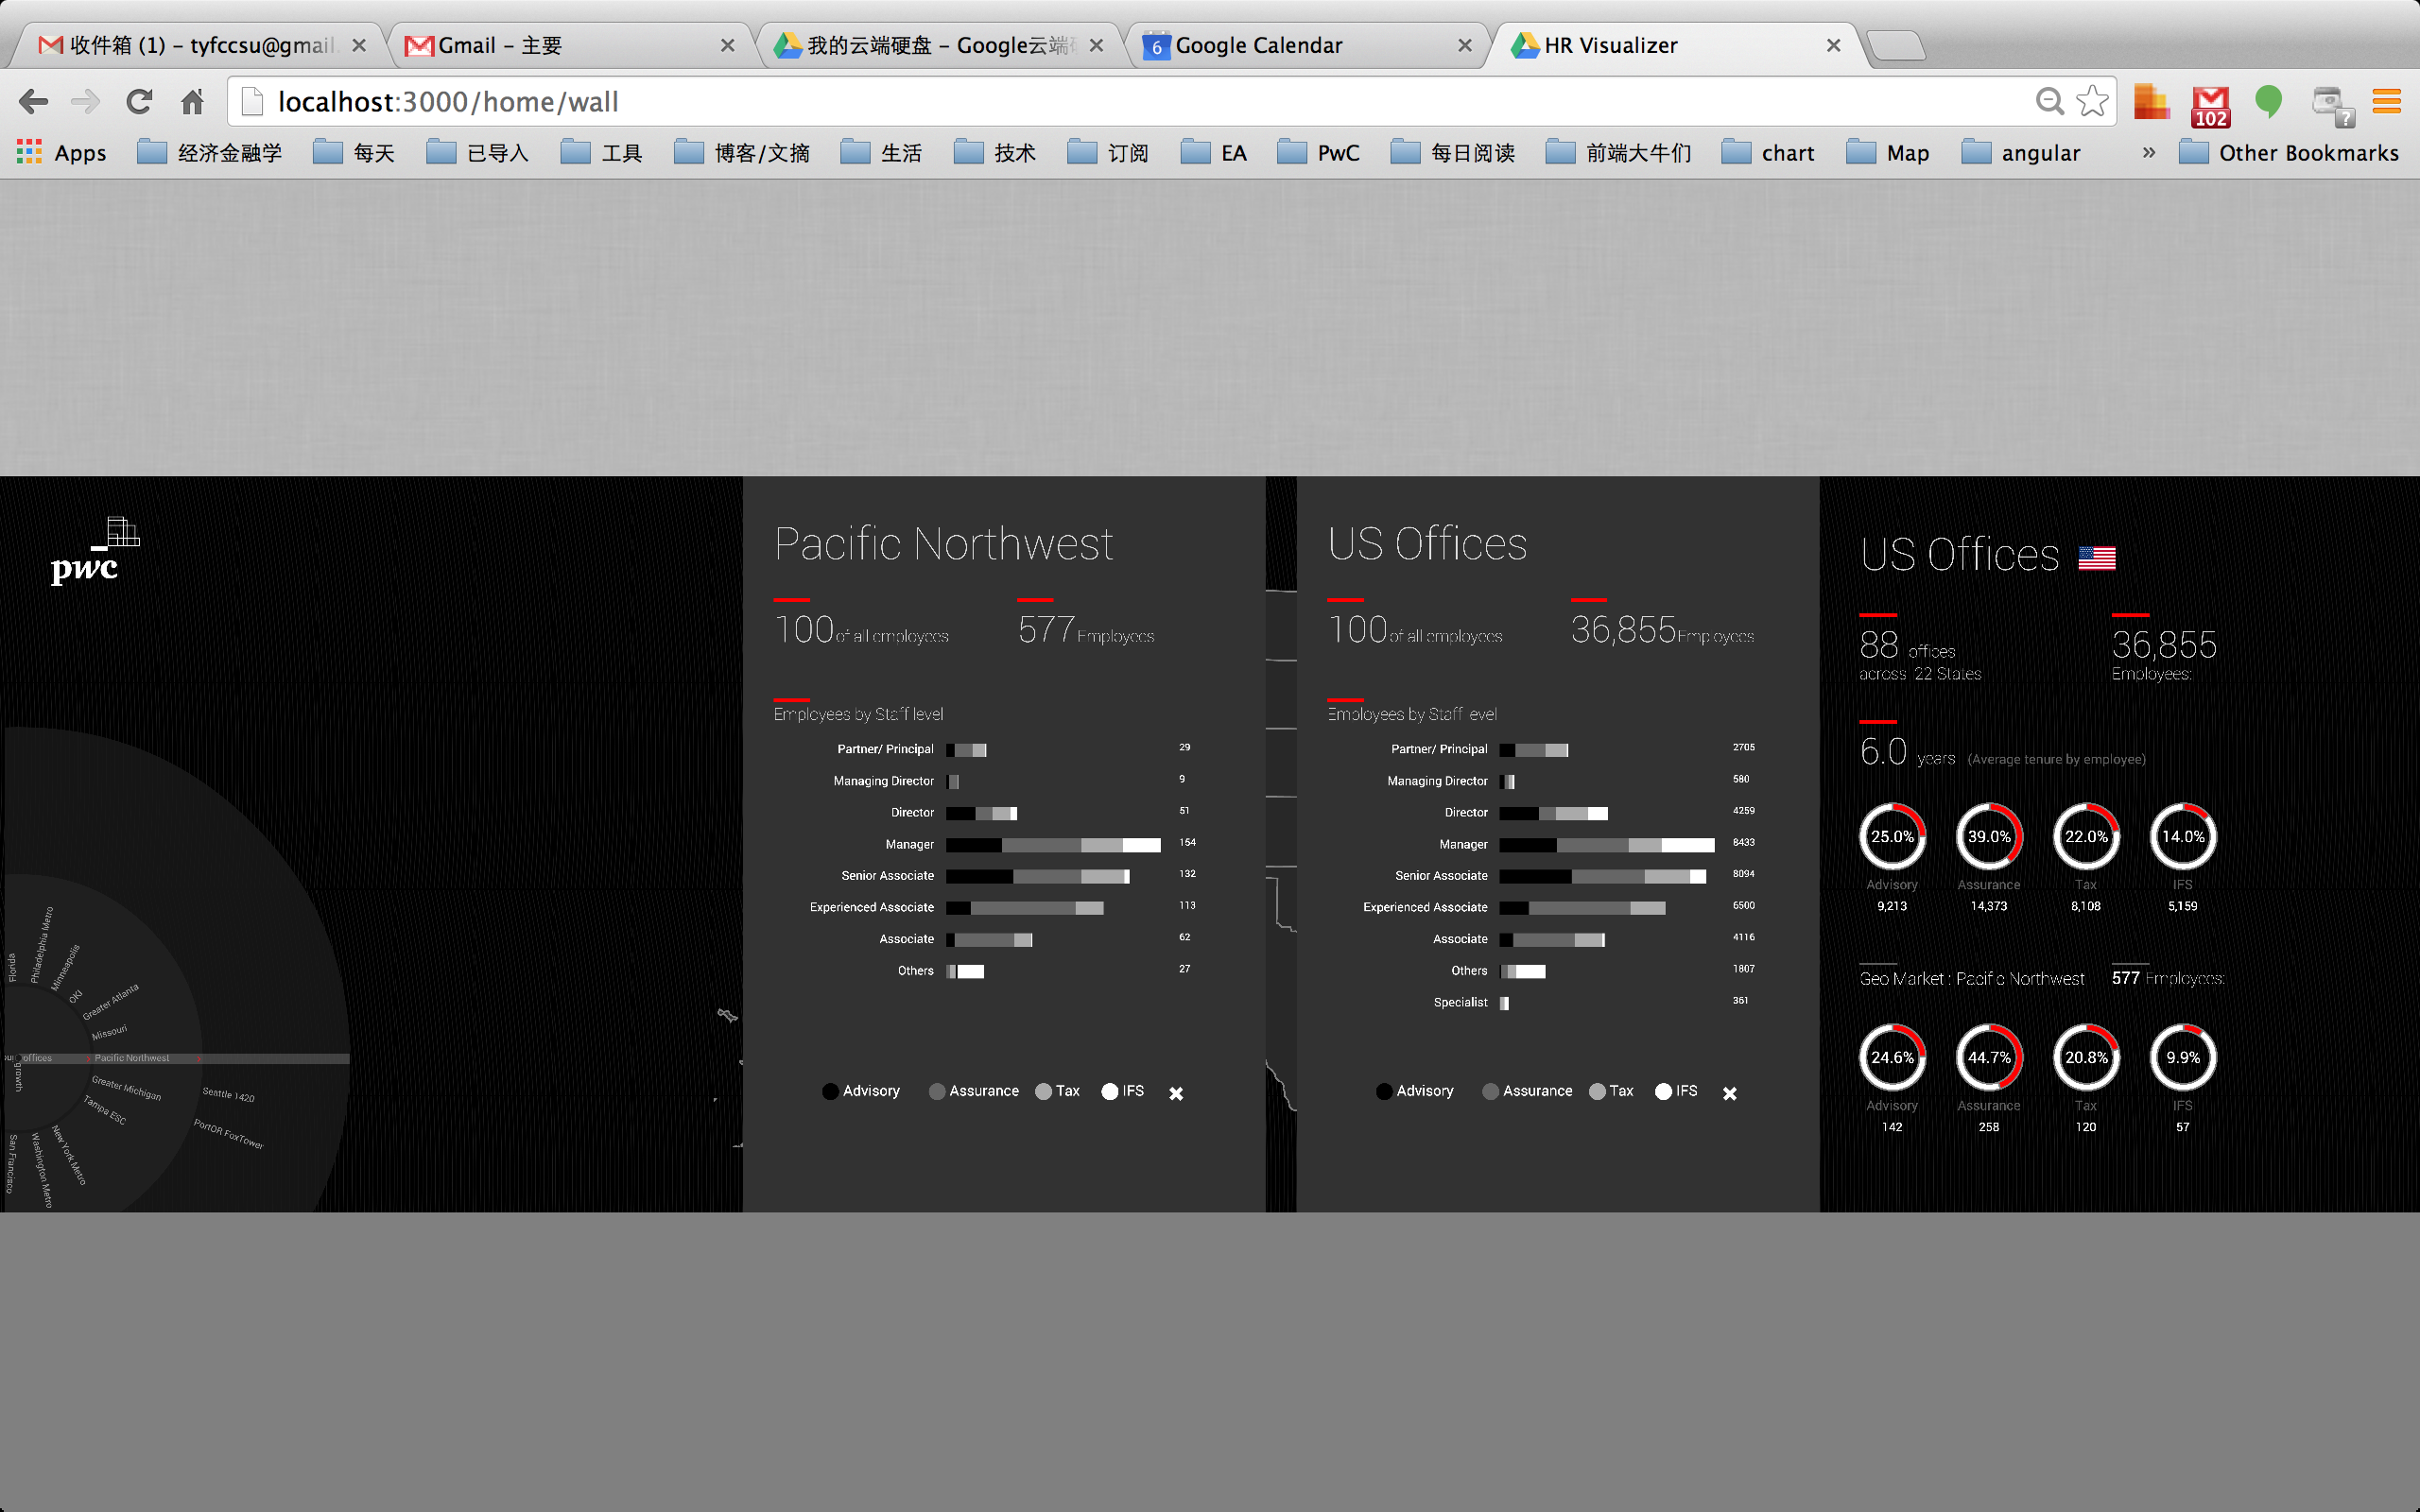 收件箱 (1) – tyfccsu@gmail.
Gmail – 主要
我的云端硬盘 – Google云端
Google Calendar
HR Visualizer
localhost:3000/home/wall
102
Apps
经济金融学
每天
已导入
工具
博客/文摘
生活
技术
订阅
EA
PwC
每日阅读
前端大牛们
chart
Map
angular
»
Other Bookmarks
pwc
Florida
Philadelphia Metro
Minneapolis
OKI
Greater Atlanta
Missouri
offices
Pacific Northwest
growth
Greater Michigan
Tampa ESC
Seattle 1420
PortOR FoxTower
New York Metro
Washington Metro
San Francisco
Pacific Northwest
100 of all employees
577 Employees
Employees by Staff level
Partner/ Principal 29
Managing Director 9
Director 51
Manager 154
Senior Associate 132
Experienced Associate 113
Associate 62
Others 27
Advisory Assurance Tax IFS
US Offices
100 of all employees
36,855 Employees
Employees by Staff level
Partner/ Principal 2705
Managing Director 580
Director 4259
Manager 8433
Senior Associate 8094
Experienced Associate 6500
Associate 4116
Others 1807
Specialist 361
Advisory Assurance Tax IFS
US Offices
88 offices
across 22 States
36,855
Employees:
6.0 years (Average tenure by employee)
25.0% 39.0% 22.0% 14.0%
Advisory Assurance Tax IFS
9,213 14,373 8,108 5,159
Geo Market : Pacific Northwest
577 Employees:
24.6% 44.7% 20.8% 9.9%
Advisory Assurance Tax IFS
142 258 120 57